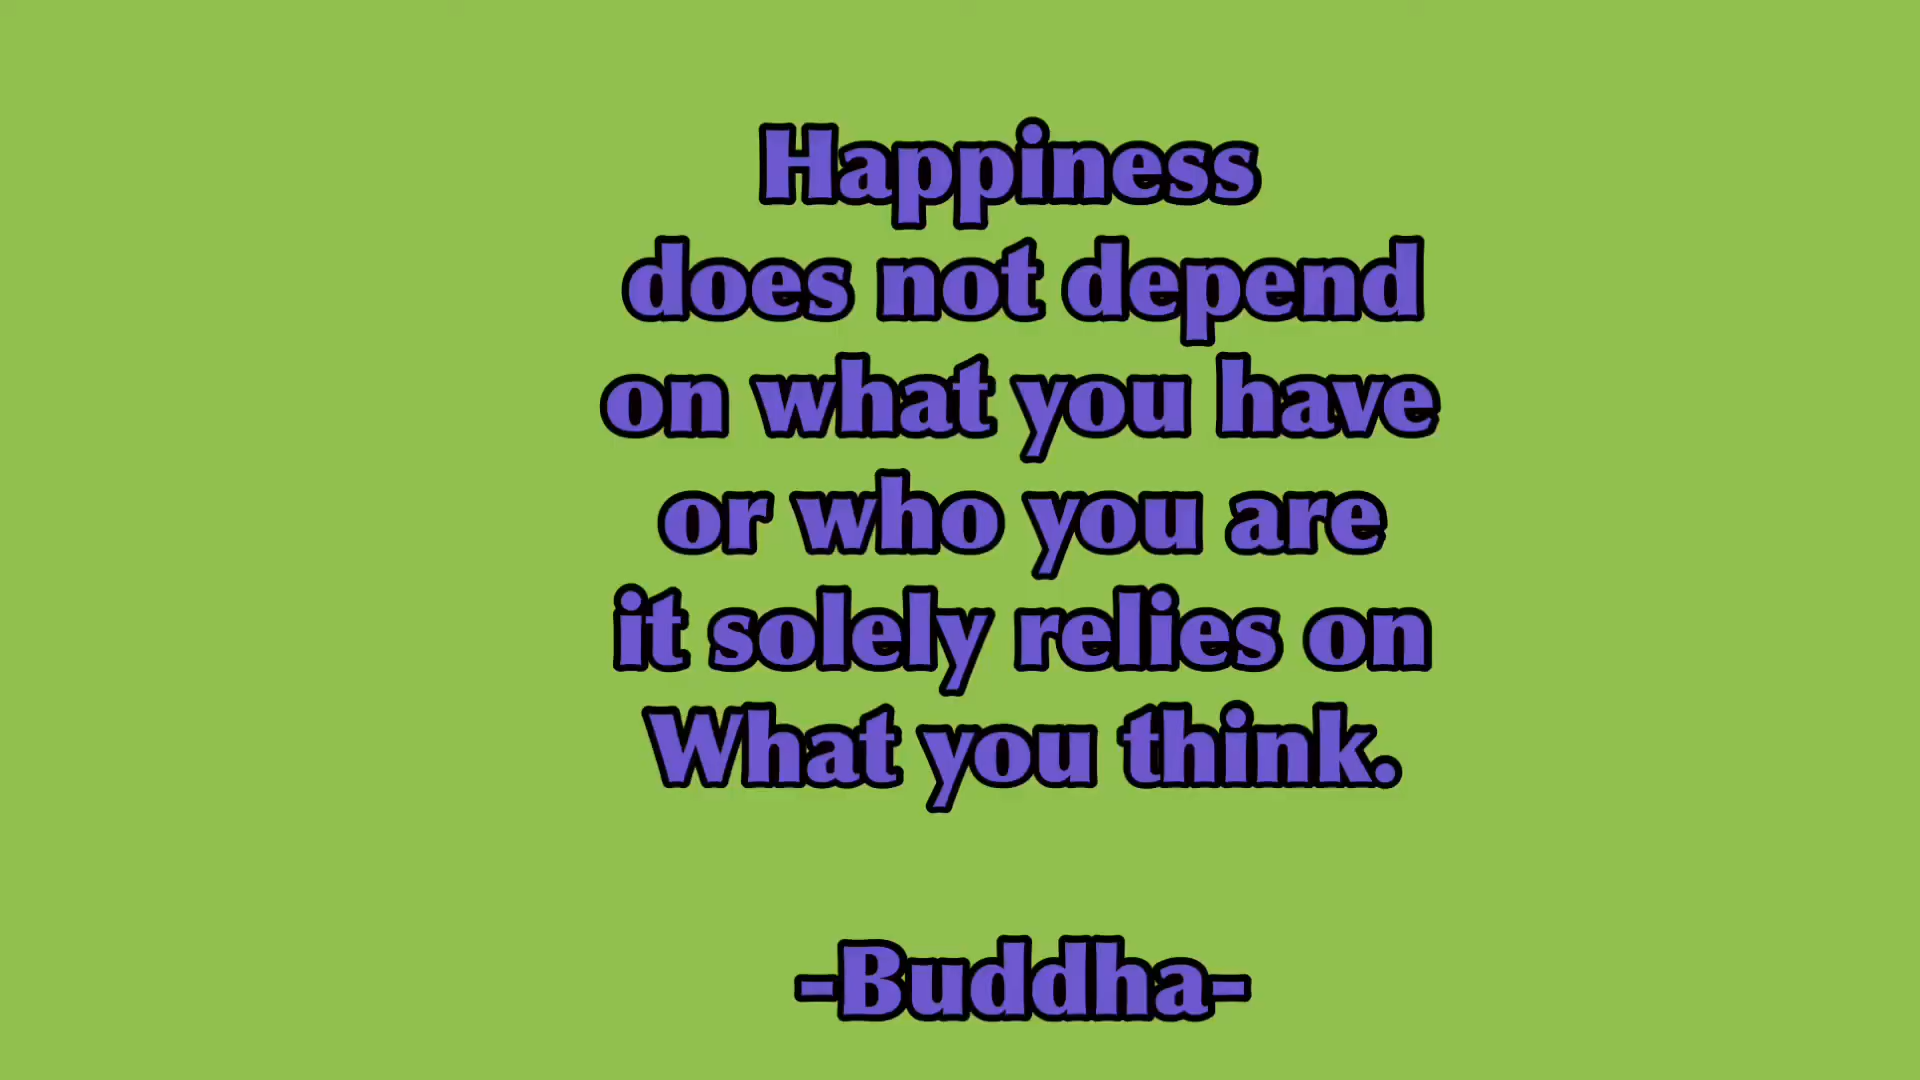 Happiness
does not depend
on what you have
or who you are
it solely relies on
What you think.
-Buddha-